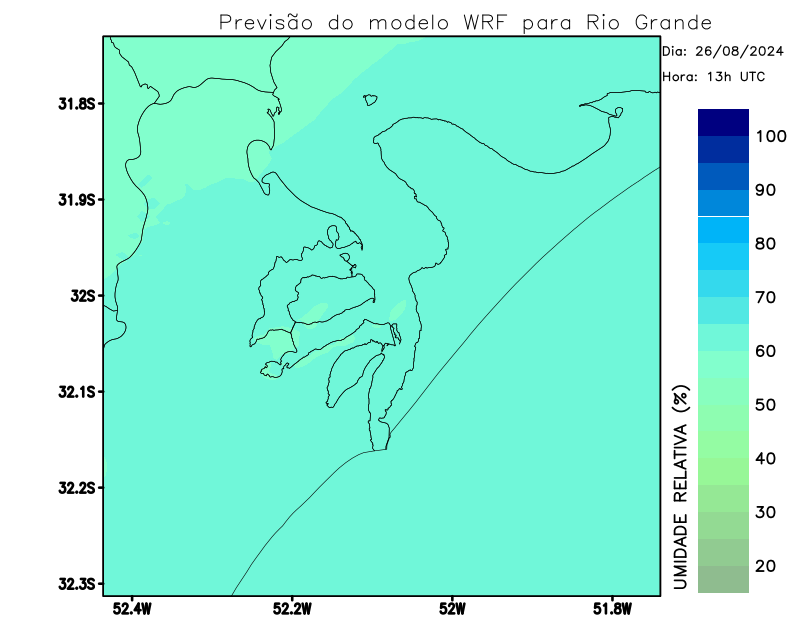 Previsão do modelo WRF para Rio Grande
Dia: 26/08/2024
Hora: 13h UTC
31.8S
31.9S
32S
32.1S
32.2S
32.3S
52.4W
52.2W
52W
51.8W
100
90
80
70
60
50
40
30
20
UMIDADE RELATIVA (%)